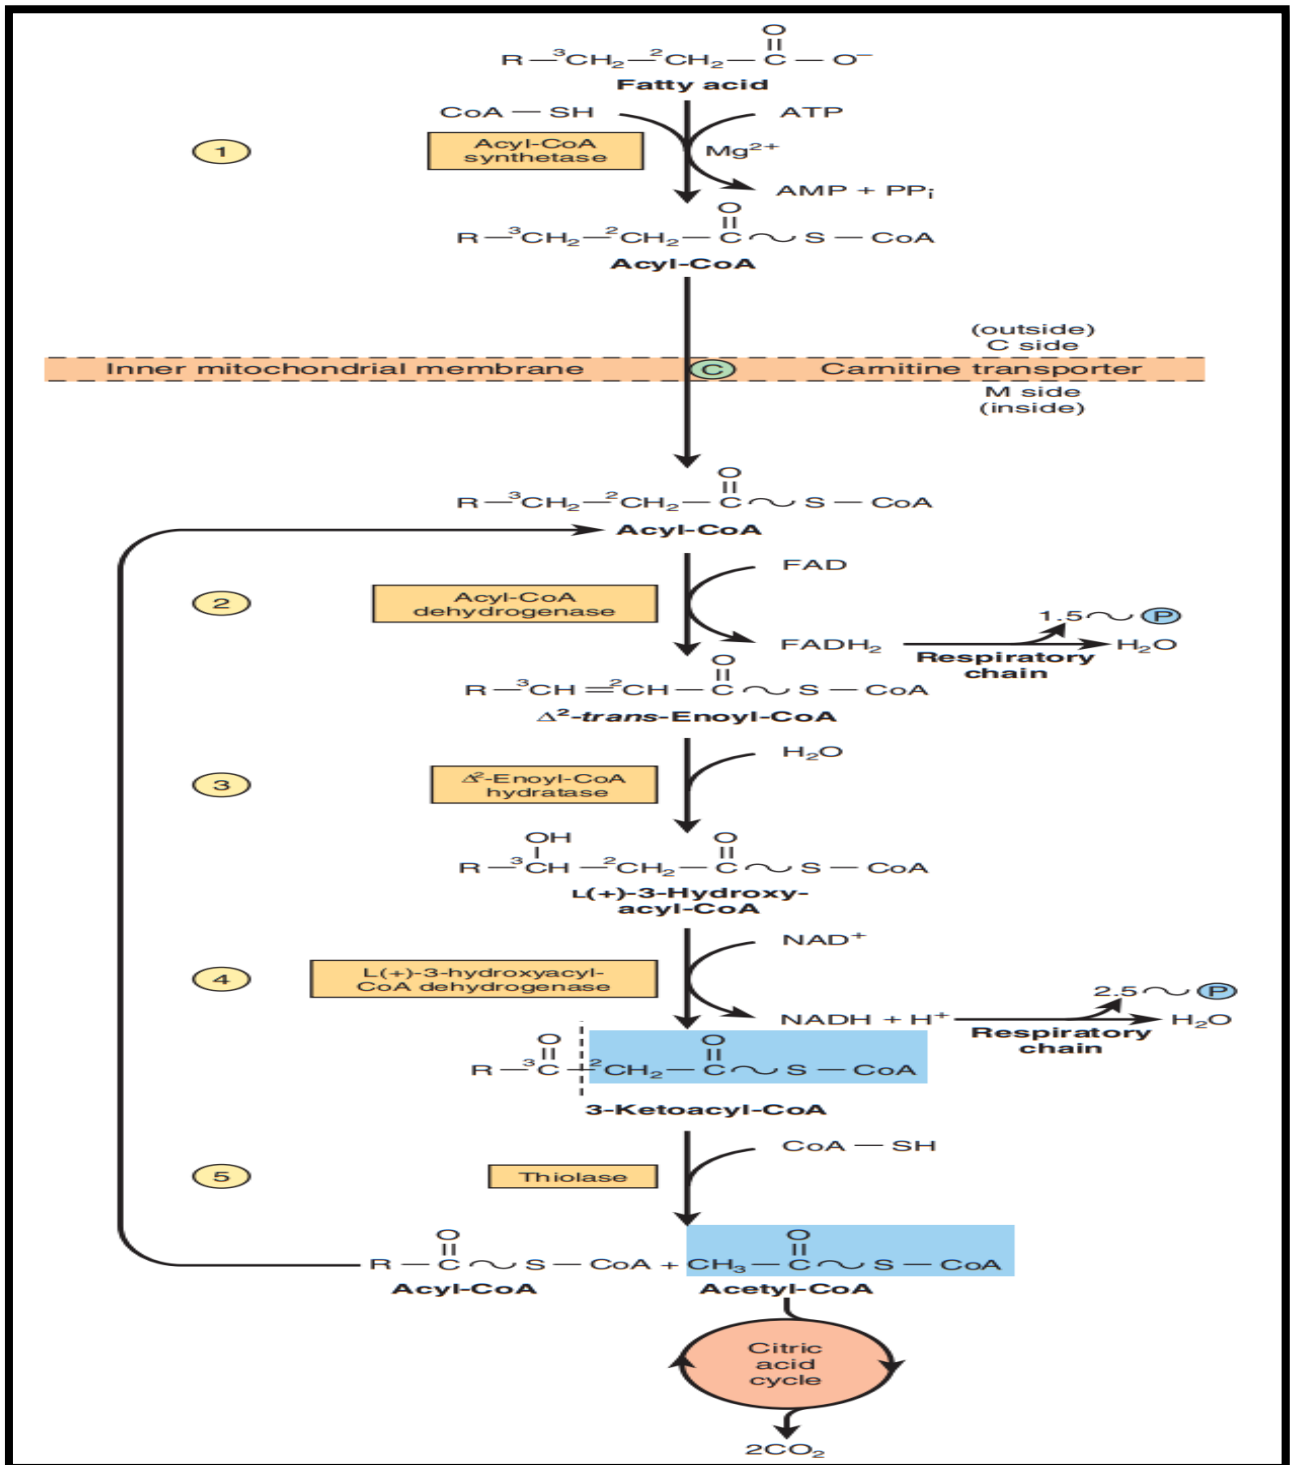 O
R — ³CH₂ — ²CH₂ — C — O⁻
Fatty acid
CoA — SH
ATP
1
Acyl-CoA
synthetase
Mg²⁺
AMP + PPᵢ
O
R — ³CH₂ — ²CH₂ — C ~ S — CoA
Acyl-CoA
(outside)
C side
Inner mitochondrial membrane
C
Carnitine transporter
M side
(inside)
O
R — ³CH₂ — ²CH₂ — C ~ S — CoA
Acyl-CoA
FAD
2
Acyl-CoA
dehydrogenase
1.5 ~ P
FADH₂
H₂O
Respiratory
chain
O
R — ³CH = ²CH — C ~ S — CoA
Δ²-trans-Enoyl-CoA
H₂O
3
Δ²-Enoyl-CoA
hydratase
OH O
R — ³CH — ²CH₂ — C ~ S — CoA
L(+)-3-Hydroxy-
acyl-CoA
NAD⁺
4
L(+)-3-hydroxyacyl-
CoA dehydrogenase
2.5 ~ P
NADH + H⁺
H₂O
Respiratory
chain
O O
R — ³C — ²CH₂ — C ~ S — CoA
3-Ketoacyl-CoA
CoA — SH
5
Thiolase
O O
R — C ~ S — CoA + CH₃ — C ~ S — CoA
Acyl-CoA Acetyl-CoA
Citric
acid
cycle
2CO₂